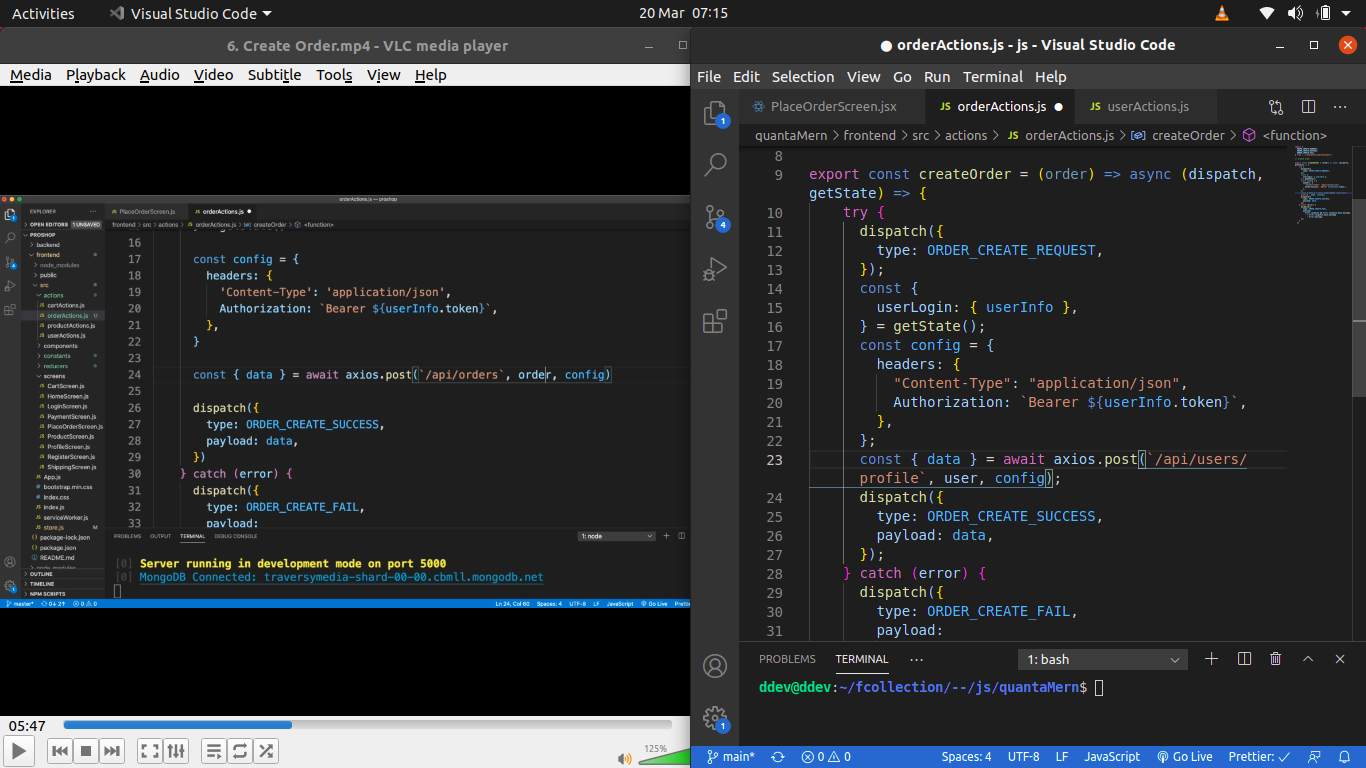 Activities
Visual Studio Code
20 Mar 07:15
6. Create Order.mp4 - VLC media player
Media Playback Audio Video Subtitle Tools View Help
orderActions.js — proshop
EXPLORER
OPEN EDITORS 1 UNSAVED
PROSHOP
backend
frontend
node_modules
public
src
actions
cartActions.js
orderActions.js U
productActions.js
userActions.js
components
constants
reducers
screens
CartScreen.js
HomeScreen.js
LoginScreen.js
PaymentScreen.js
PlaceOrderScreen.js
ProductScreen.js
ProfileScreen.js
RegisterScreen.js
ShippingScreen.js
App.js
bootstrap.min.css
index.css
index.js
serviceWorker.js
store.js M
package-lock.json
package.json
README.md
node_modules
OUTLINE
TIMELINE
NPM SCRIPTS
PlaceOrderScreen.js
orderActions.js
frontend > src > actions > JS orderActions.js > createOrder > <function>
16
17 const config = {
18 headers: {
19 'Content-Type': 'application/json',
20 Authorization: `Bearer ${userInfo.token}`,
21 },
22 }
23
24 const { data } = await axios.post(`/api/orders`, order, config)
25
26 dispatch({
27 type: ORDER_CREATE_SUCCESS,
28 payload: data,
29 })
30 } catch (error) {
31 dispatch({
32 type: ORDER_CREATE_FAIL,
33 payload:
PROBLEMS OUTPUT TERMINAL DEBUG CONSOLE
1: node
[0] Server running in development mode on port 5000
[0] MongoDB Connected: traversymedia-shard-00-00.cbmll.mongodb.net
master* 0↓ 2↑ 0 0
Ln 24, Col 60 Spaces: 4 UTF-8 LF JavaScript Go Live Prettier
05:47
125%
orderActions.js - js - Visual Studio Code
File Edit Selection View Go Run Terminal Help
PlaceOrderScreen.jsx
JS orderActions.js
JS userActions.js
quantaMern > frontend > src > actions > JS orderActions.js > createOrder > <function>
1
4
1
8
9 export const createOrder = (order) => async (dispatch,
getState) => {
10 try {
11 dispatch({
12 type: ORDER_CREATE_REQUEST,
13 });
14 const {
15 userLogin: { userInfo },
16 } = getState();
17 const config = {
18 headers: {
19 "Content-Type": "application/json",
20 Authorization: `Bearer ${userInfo.token}`,
21 },
22 };
23 const { data } = await axios.post(`/api/users/
profile`, user, config);
24 dispatch({
25 type: ORDER_CREATE_SUCCESS,
26 payload: data,
27 });
28 } catch (error) {
29 dispatch({
30 type: ORDER_CREATE_FAIL,
31 payload:
PROBLEMS TERMINAL ···
1: bash
ddev@ddev:~/fcollection/--/js/quantaMern$
main* 0 0
Spaces: 4 UTF-8 LF JavaScript Go Live Prettier: ✓